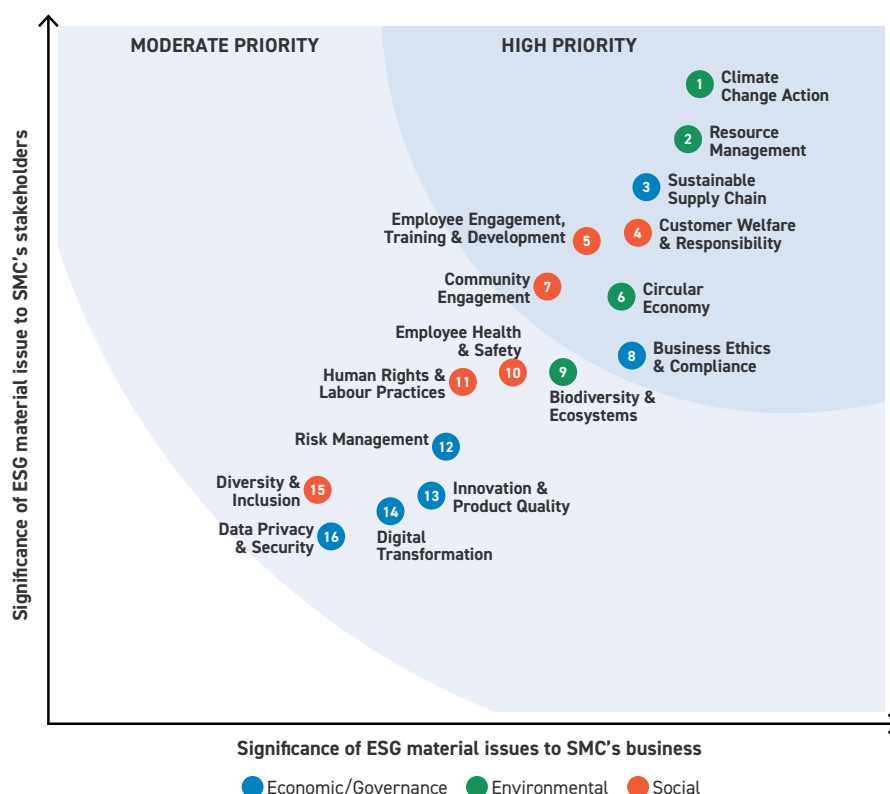 MODERATE PRIORITY
HIGH PRIORITY
1
Climate
Change Action
2
Resource
Management
3
Sustainable
Supply Chain
Employee Engagement,
Training & Development
5
4
Customer Welfare
& Responsibility
Community
Engagement
7
6
Circular
Economy
Employee Health
& Safety
10
8
Business Ethics
& Compliance
Human Rights &
Labour Practices
11
9
Biodiversity &
Ecosystems
Risk Management
12
Diversity &
Inclusion
15
13
Innovation &
Product Quality
14
Digital
Transformation
Data Privacy
& Security
16
Significance of ESG material issue to SMC's stakeholders
Significance of ESG material issues to SMC's business
Economic/Governance
Environmental
Social